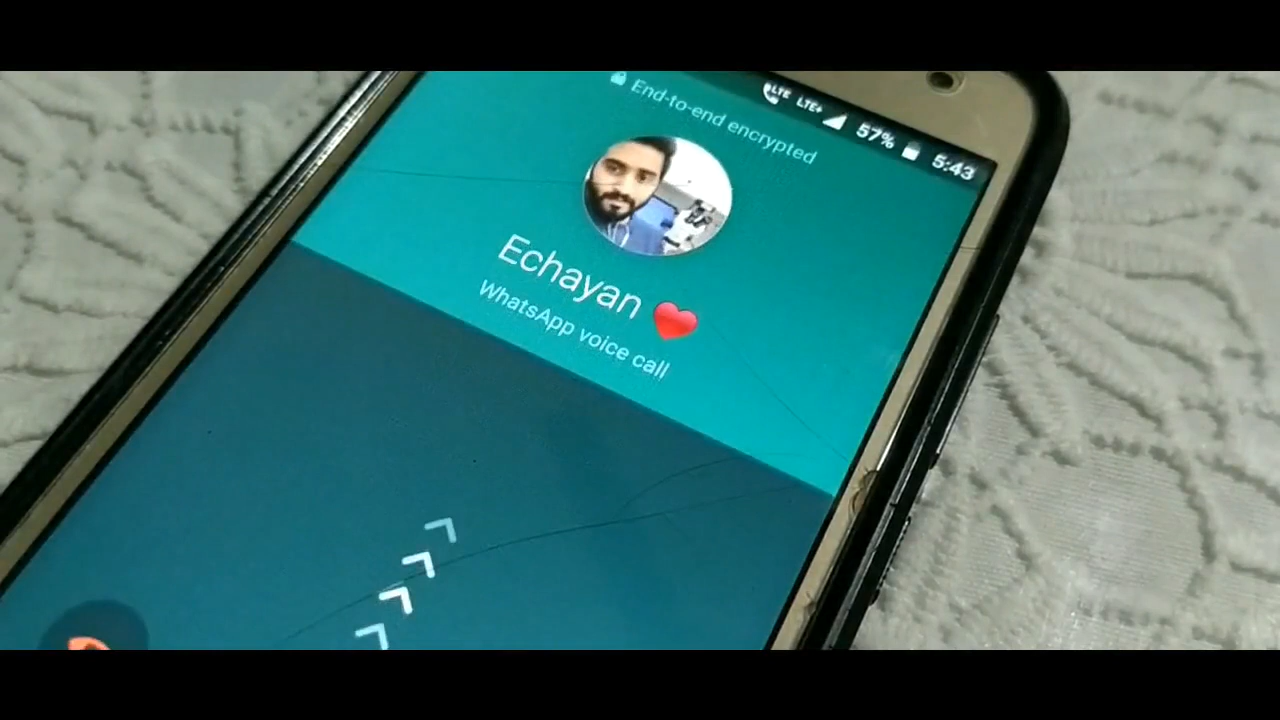 LTE LTE+ 57% 5:43
End-to-end encrypted
Echayan ❤️
WhatsApp voice call